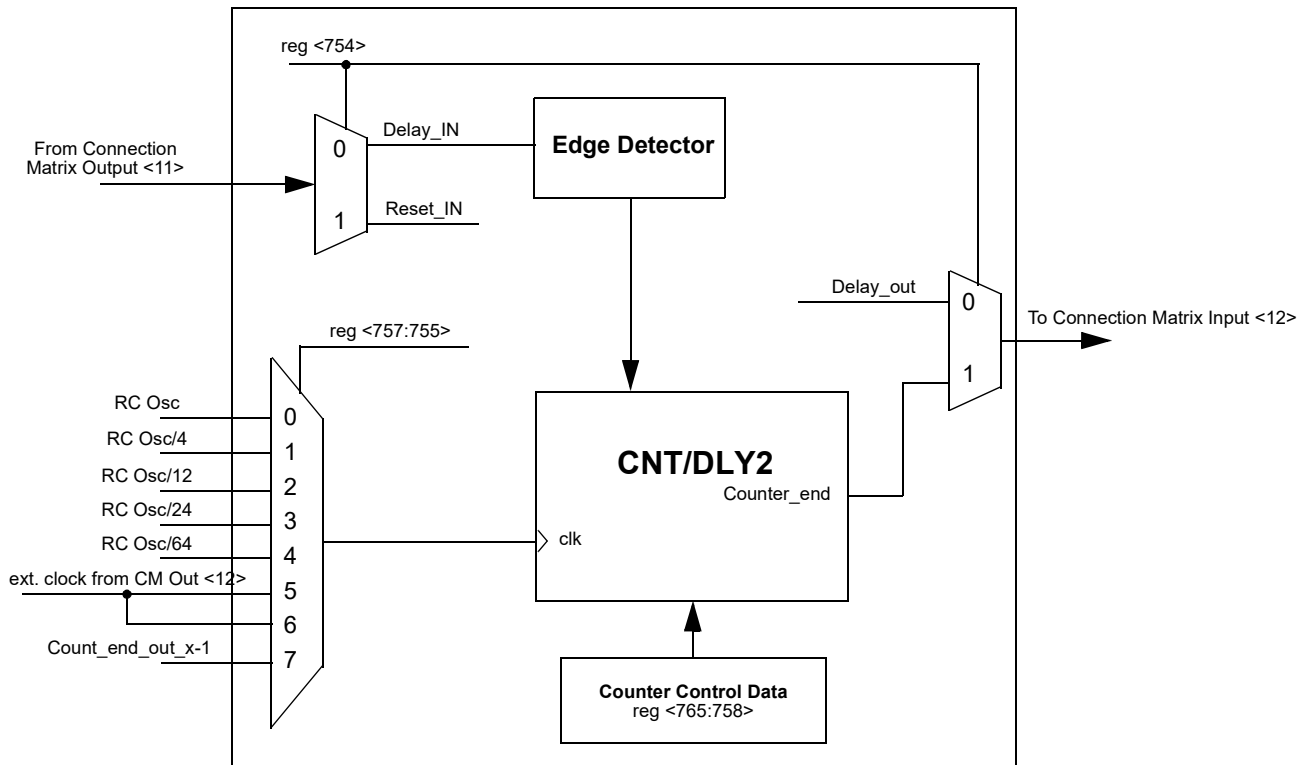 reg <754>
From Connection
Matrix Output <11>
0
1
Delay_IN
Reset_IN
Edge Detector
Delay_out
0
1
To Connection Matrix Input <12>
reg <757:755>
RC Osc
0
RC Osc/4
1
RC Osc/12
2
RC Osc/24
3
RC Osc/64
4
ext. clock from CM Out <12>
5
6
Count_end_out_x-1
7
CNT/DLY2
Counter_end
clk
Counter Control Data
reg <765:758>